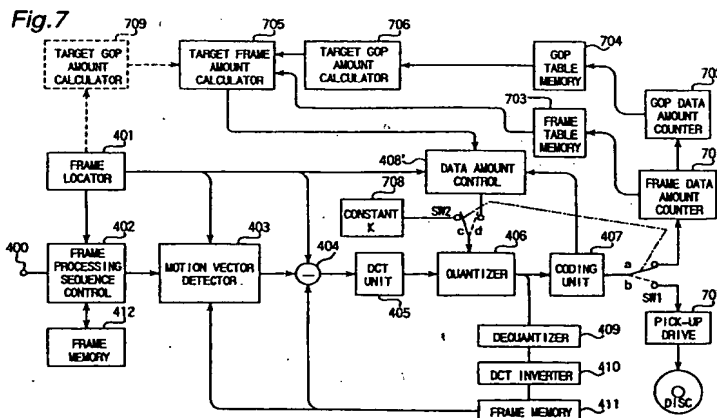 Fig.7
709
TARGET GOP
AMOUNT
CALCULATOR
705
TARGET FRAME
AMOUNT
CALCULATOR
706
TARGET GOP
AMOUNT
CALCULATOR
704
GOP
TABLE
MEMORY
703
FRAME
TABLE
MEMORY
702
GOP DATA
AMOUNT
COUNTER
FRAME DATA
AMOUNT
COUNTER
401
FRAME
LOCATOR
408'
DATA AMOUNT
CONTROL
708
CONSTANT
K
SW2
c
d
402
FRAME
PROCESSING
SEQUENCE
CONTROL
400
403
MOTION VECTOR
DETECTOR
404
DCT
UNIT
405
406
QUANTIZER
407
CODING
UNIT
a
b
SW1
PICK-UP
DRIVE
DISC
412
FRAME
MEMORY
409
DEQUANTIZER
410
DCT INVERTER
411
FRAME MEMORY